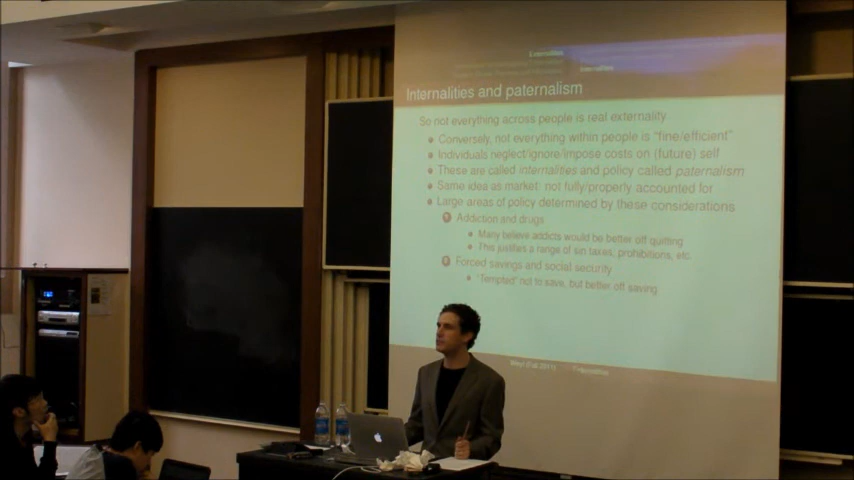 Externalities
Internalities
Internalities and paternalism
So not everything across people is real externality
Conversely, not everything within people is "fine/efficient"
Individuals neglect/ignore/impose costs on (future) self
These are called internalities and policy called paternalism
Same idea as market: not fully/properly accounted for
Large areas of policy determined by these considerations
Addiction and drugs
Many believe addicts would be better off quitting
This justifies a range of sin taxes, prohibitions, etc.
Forced savings and social security
'Tempted' not to save, but better off saving
Externalities